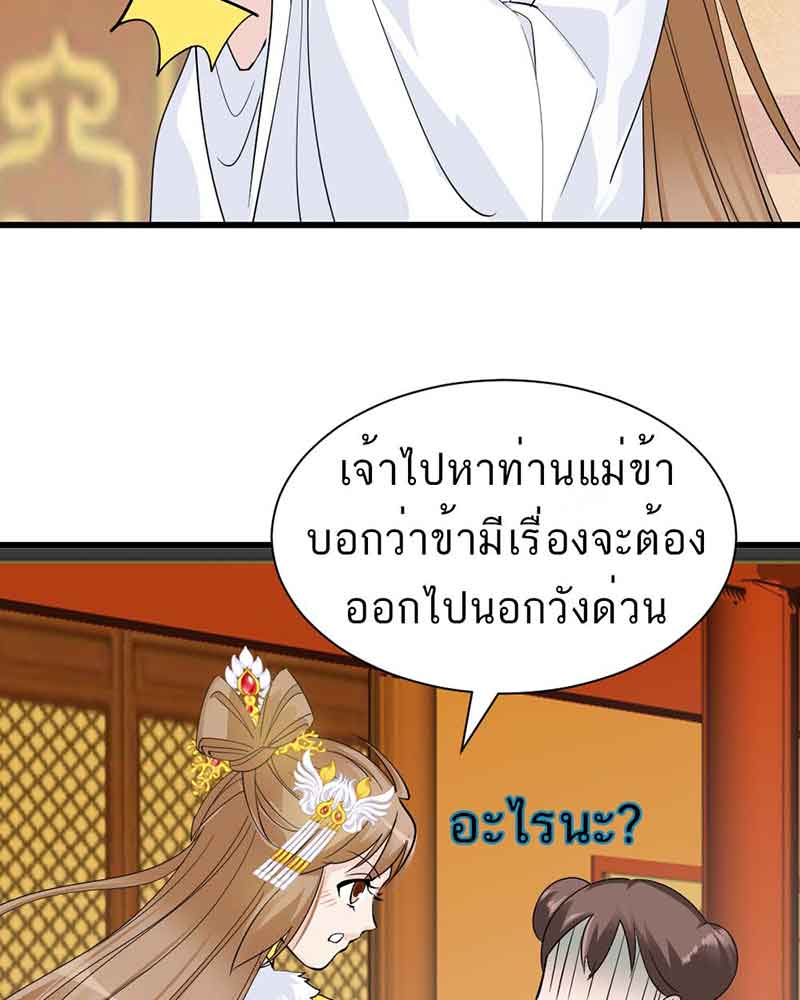 เจ้าไปหาท่านแม่ข้า
บอกว่าข้ามีเรื่องจะต้อง
ออกไปนอกวังด่วน
อะไรนะ?